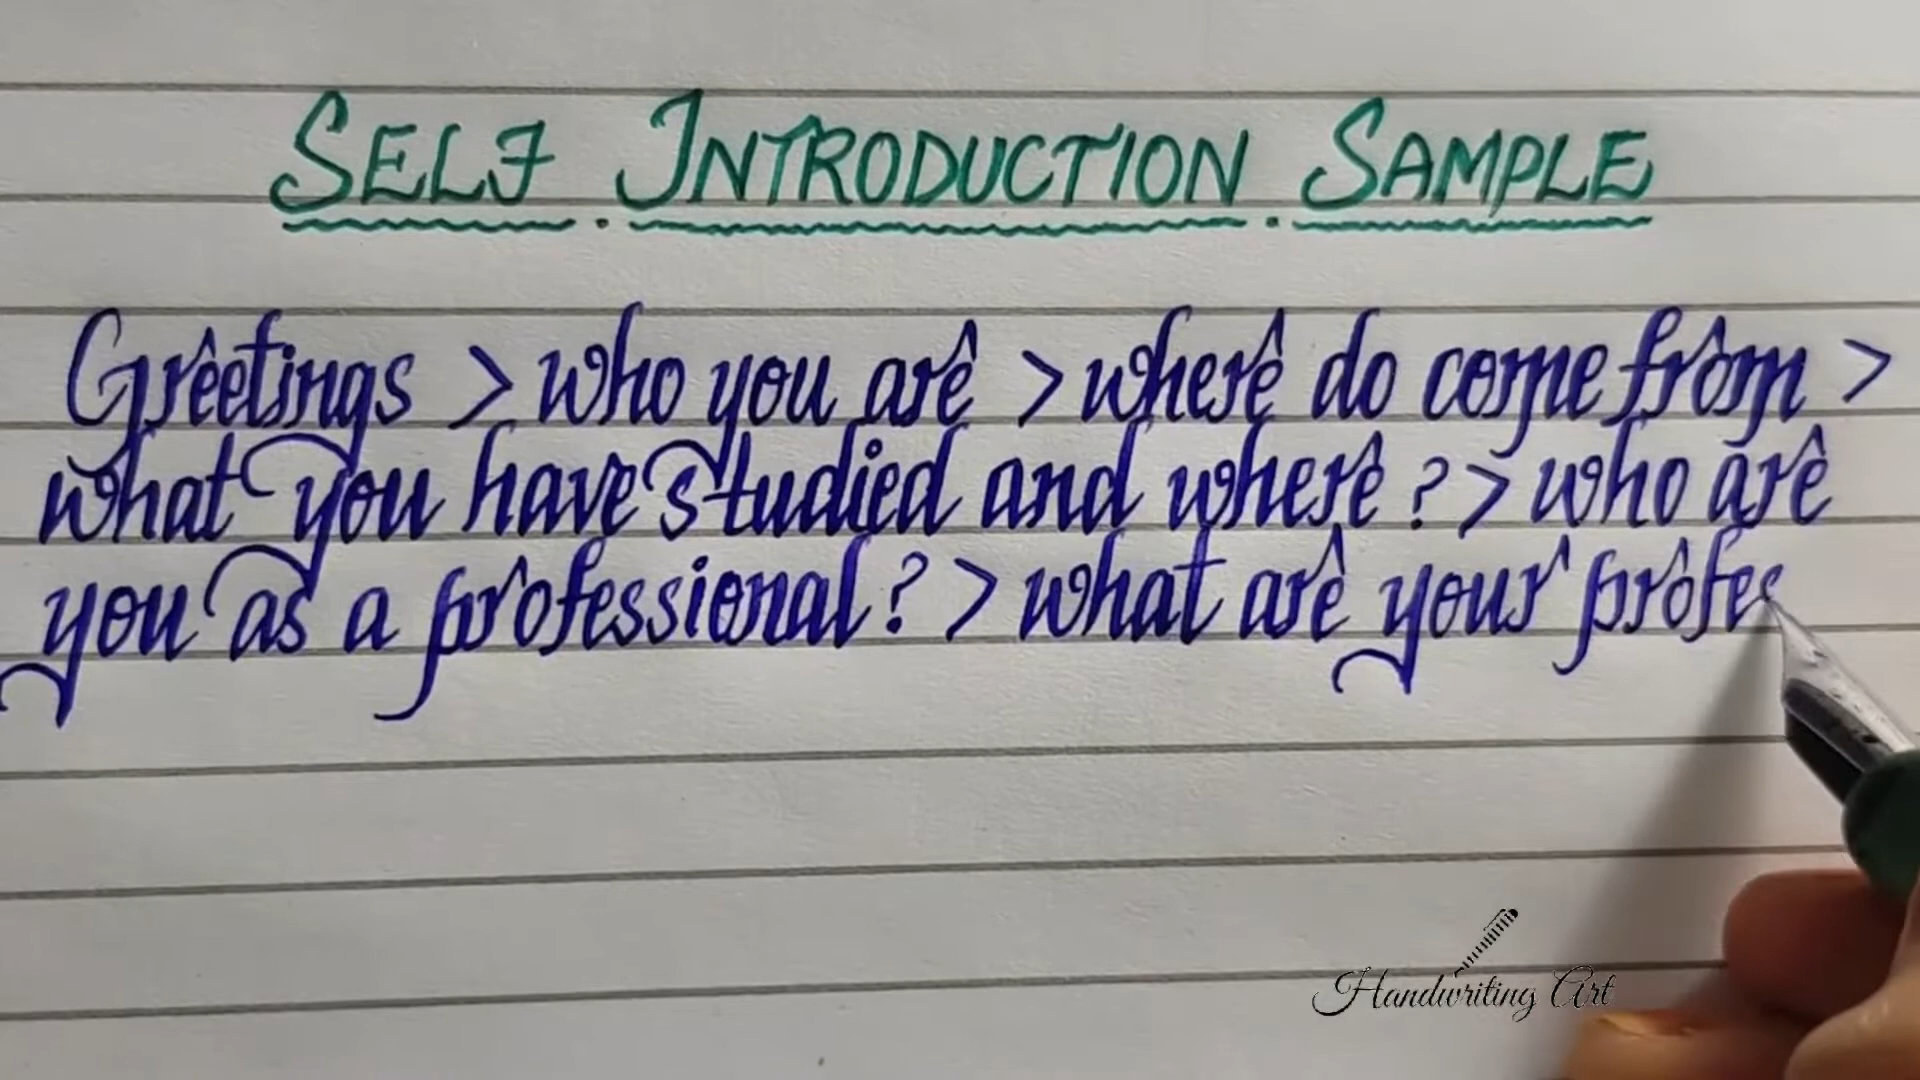 SELF INTRODUCTION SAMPLE
Greetings > who you are > where do come from >
what you have studied and where ? > who are
you as a professional ? > what are your profes
Handwriting Art